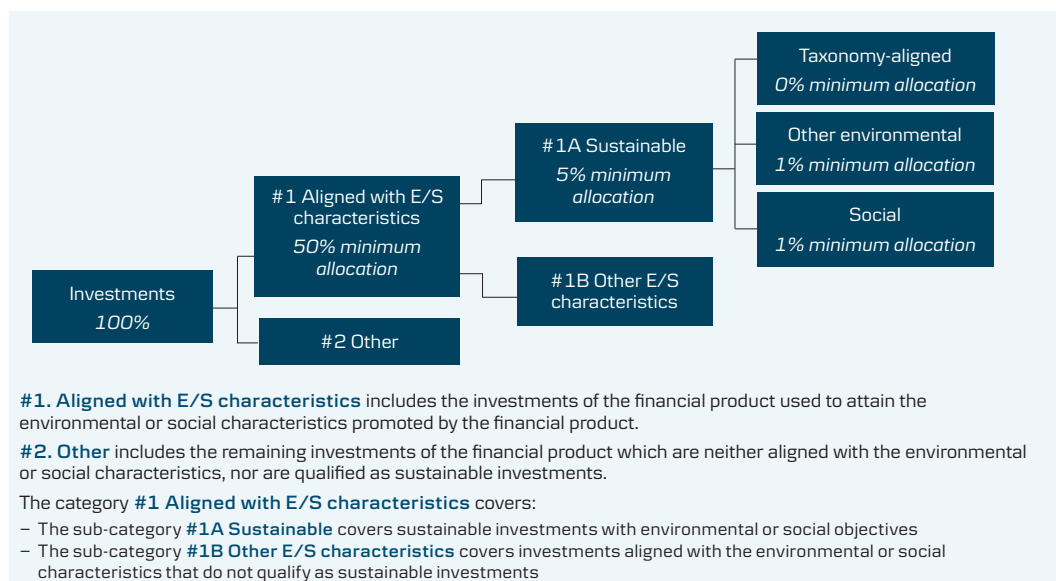 Taxonomy-aligned
0% minimum allocation
#1A Sustainable
5% minimum
allocation
Other environmental
1% minimum allocation
#1 Aligned with E/S
characteristics
50% minimum
allocation
Social
1% minimum allocation
Investments
100%
#1B Other E/S
characteristics
#2 Other
#1. Aligned with E/S characteristics includes the investments of the financial product used to attain the
environmental or social characteristics promoted by the financial product.
#2. Other includes the remaining investments of the financial product which are neither aligned with the environmental
or social characteristics, nor are qualified as sustainable investments.
The category #1 Aligned with E/S characteristics covers:
– The sub-category #1A Sustainable covers sustainable investments with environmental or social objectives
– The sub-category #1B Other E/S characteristics covers investments aligned with the environmental or social
characteristics that do not qualify as sustainable investments